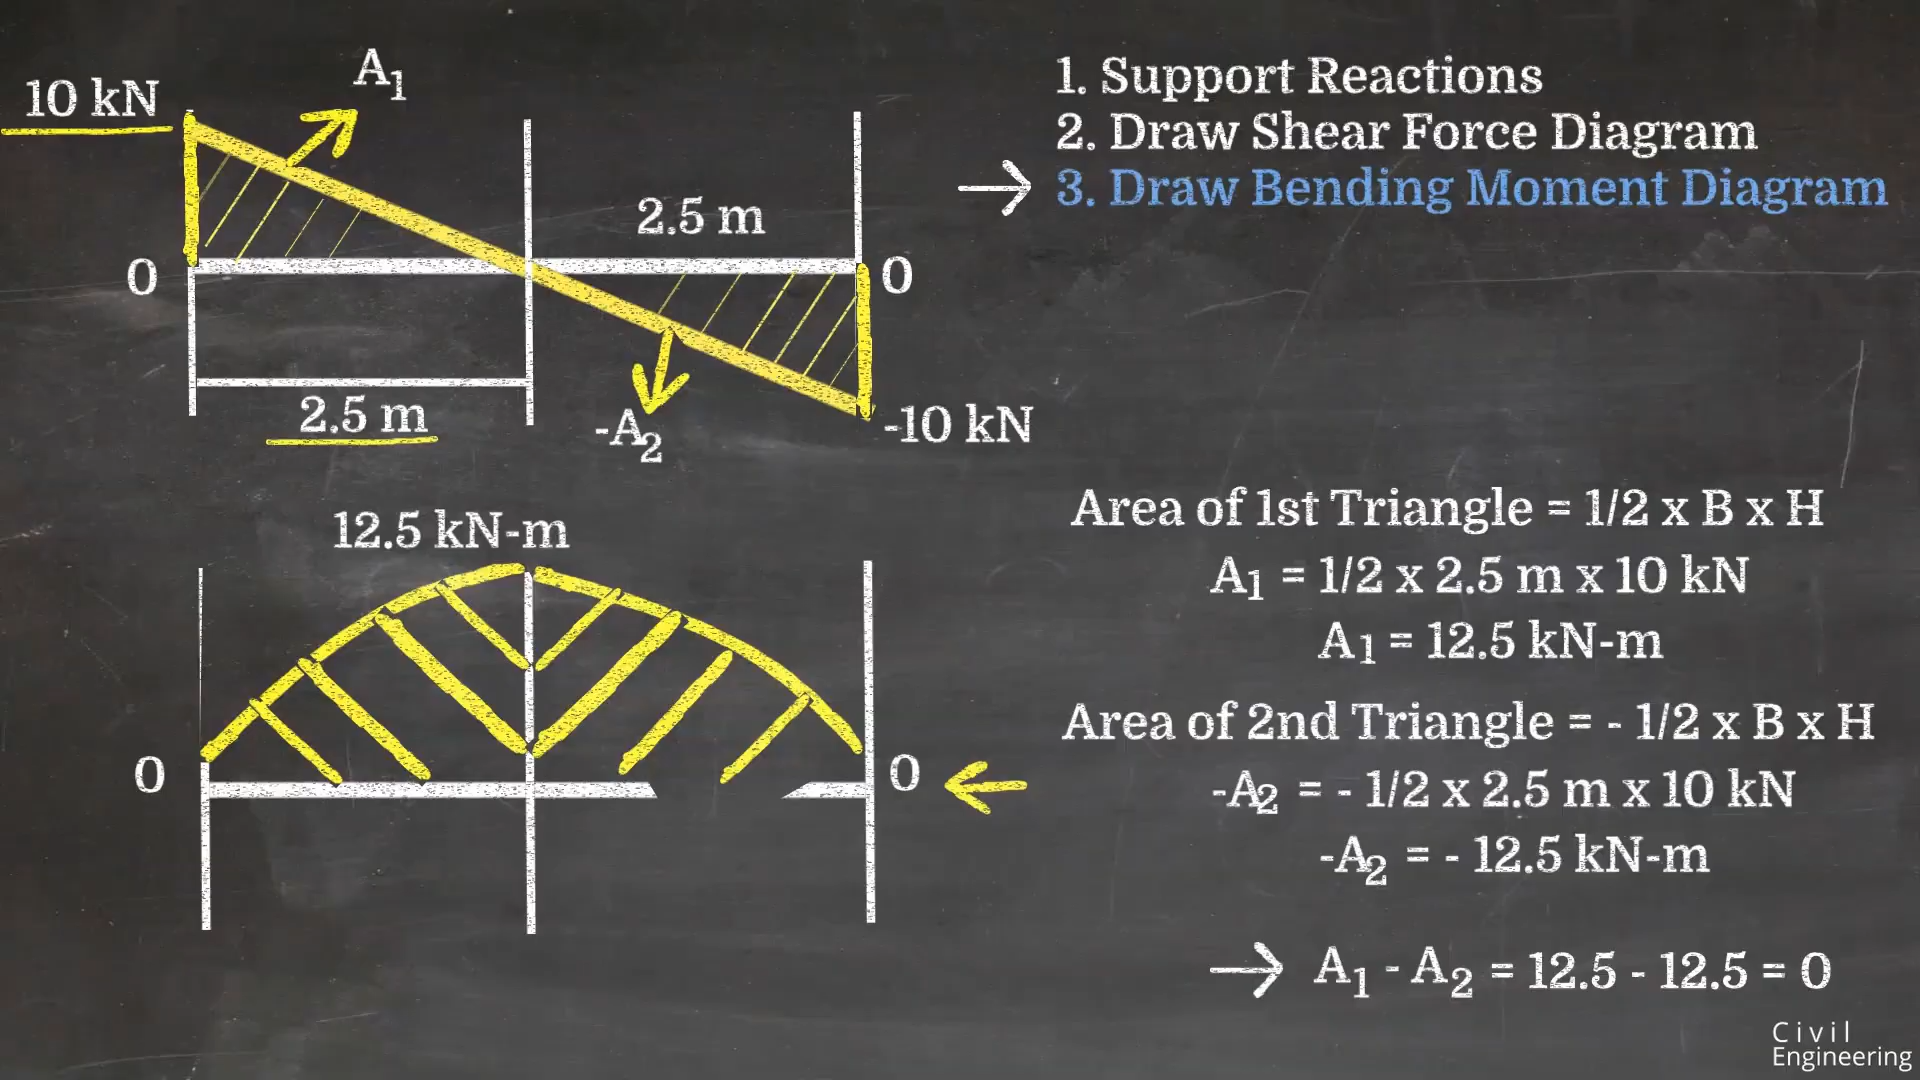 10 kN
A1
2.5 m
0
0
2.5 m
-A2
-10 kN
12.5 kN-m
0
0
1. Support Reactions
2. Draw Shear Force Diagram
3. Draw Bending Moment Diagram
Area of 1st Triangle = 1/2 x B x H
A1 = 1/2 x 2.5 m x 10 kN
A1 = 12.5 kN-m
Area of 2nd Triangle = - 1/2 x B x H
-A2 = - 1/2 x 2.5 m x 10 kN
-A2 = - 12.5 kN-m
A1 - A2 = 12.5 - 12.5 = 0
Civil
Engineering